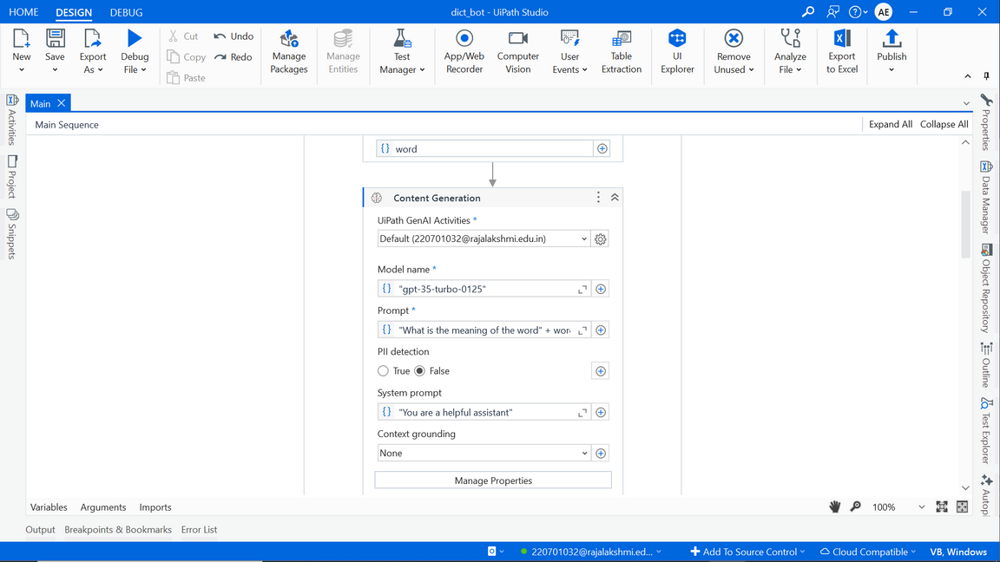 HOME DESIGN DEBUG dict_bot - UiPath Studio AE
New Save Export As Debug File Cut Copy Paste Undo Redo Manage Packages Manage Entities Test Manager App/Web Recorder Computer Vision User Events Table Extraction UI Explorer Remove Unused Analyze File Export to Excel Publish
Main
Main Sequence Expand All Collapse All
Activities
Project
Snippets
word
Content Generation
UiPath GenAI Activities *
Default (220701032@rajalakshmi.edu.in)
Model name *
"gpt-35-turbo-0125"
Prompt *
"What is the meaning of the word" + wor
PII detection
True False
System prompt
"You are a helpful assistant"
Context grounding
None
Manage Properties
Properties
Data Manager
Object Repository
Outline
Test Explorer
Autopi
Variables Arguments Imports 100%
Output Breakpoints & Bookmarks Error List
220701032@rajalakshmi.ed... Add To Source Control Cloud Compatible VB, Windows